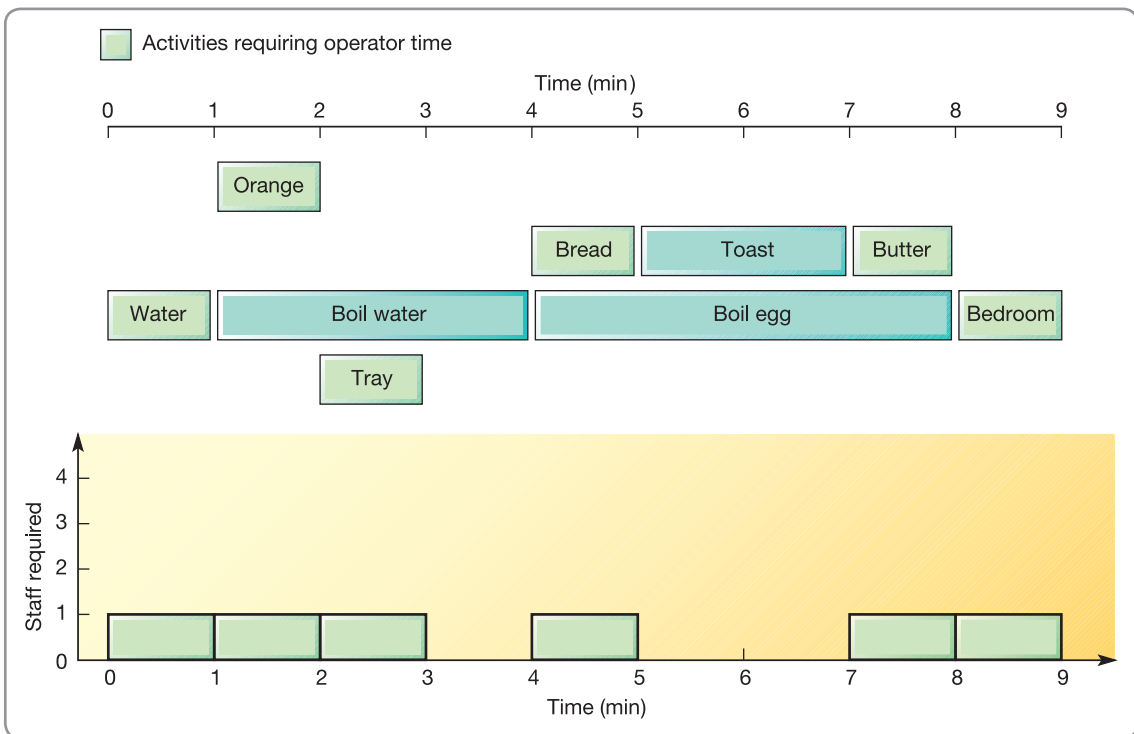 Activities requiring operator time
Time (min)
0 1 2 3 4 5 6 7 8 9
Orange
Bread Toast Butter
Water Boil water Boil egg Bedroom
Tray
Staff required
4
3
2
1
0
0 1 2 3 4 5 6 7 8 9
Time (min)